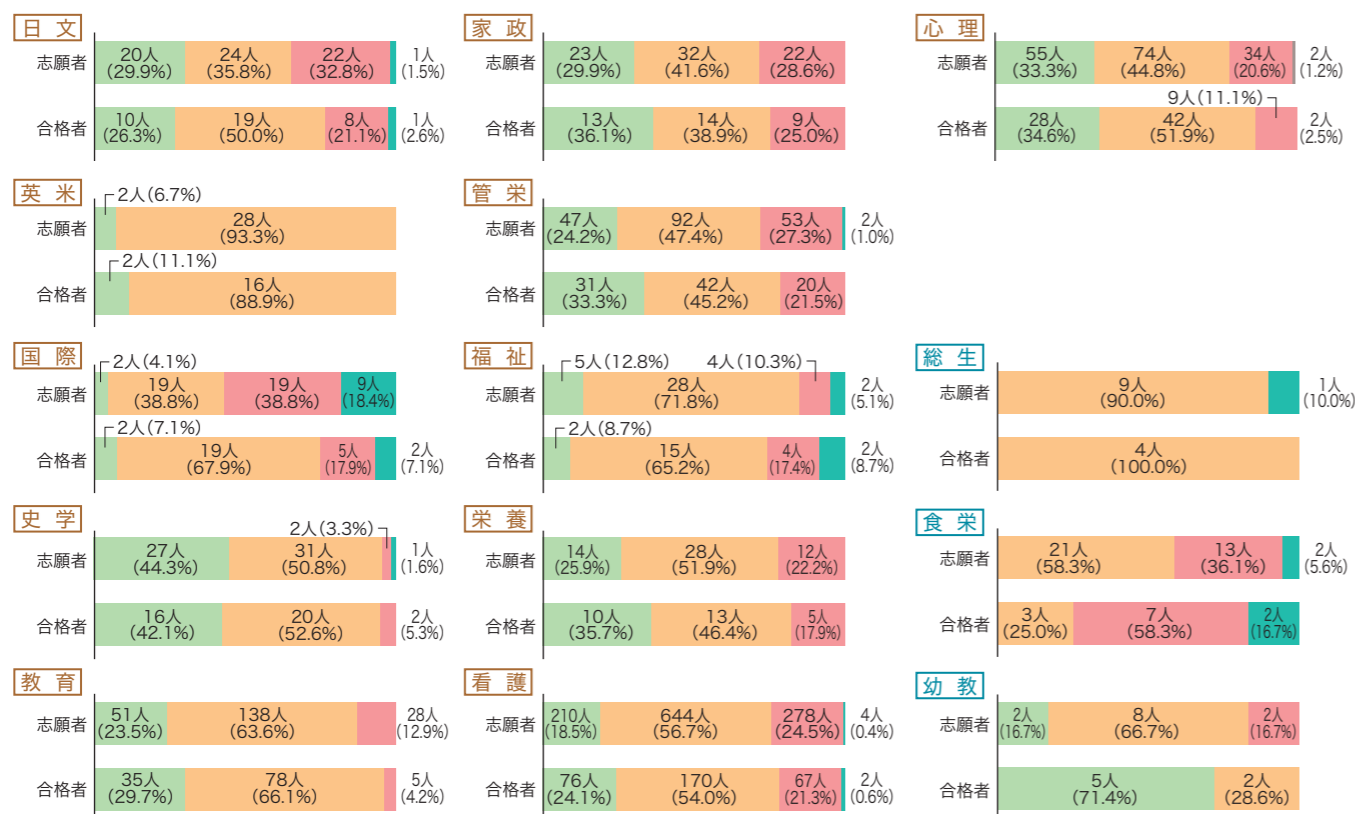 日 文
志願者
20人
(29.9%)
24人
(35.8%)
22人
(32.8%)
1人
(1.5%)
合格者
10人
(26.3%)
19人
(50.0%)
8人
(21.1%)
1人
(2.6%)
英 米
2人(6.7%)
志願者
28人
(93.3%)
2人(11.1%)
合格者
16人
(88.9%)
国 際
2人(4.1%)
志願者
19人
(38.8%)
19人
(38.8%)
9人
(18.4%)
2人(7.1%)
合格者
19人
(67.9%)
5人
(17.9%)
2人
(7.1%)
史 学
2人(3.3%)
志願者
27人
(44.3%)
31人
(50.8%)
1人
(1.6%)
合格者
16人
(42.1%)
20人
(52.6%)
2人
(5.3%)
教 育
志願者
51人
(23.5%)
138人
(63.6%)
28人
(12.9%)
合格者
35人
(29.7%)
78人
(66.1%)
5人
(4.2%)
家 政
志願者
23人
(29.9%)
32人
(41.6%)
22人
(28.6%)
合格者
13人
(36.1%)
14人
(38.9%)
9人
(25.0%)
管 栄
志願者
47人
(24.2%)
92人
(47.4%)
53人
(27.3%)
2人
(1.0%)
合格者
31人
(33.3%)
42人
(45.2%)
20人
(21.5%)
福 祉
5人(12.8%)
4人(10.3%)
志願者
28人
(71.8%)
2人
(5.1%)
2人(8.7%)
合格者
15人
(65.2%)
4人
(17.4%)
2人
(8.7%)
栄 養
志願者
14人
(25.9%)
28人
(51.9%)
12人
(22.2%)
合格者
10人
(35.7%)
13人
(46.4%)
5人
(17.9%)
看 護
志願者
210人
(18.5%)
644人
(56.7%)
278人
(24.5%)
4人
(0.4%)
合格者
76人
(24.1%)
170人
(54.0%)
67人
(21.3%)
2人
(0.6%)
心 理
志願者
55人
(33.3%)
74人
(44.8%)
34人
(20.6%)
2人
(1.2%)
9人(11.1%)
合格者
28人
(34.6%)
42人
(51.9%)
2人
(2.5%)
総 生
志願者
9人
(90.0%)
1人
(10.0%)
合格者
4人
(100.0%)
食 栄
志願者
21人
(58.3%)
13人
(36.1%)
2人
(5.6%)
合格者
3人
(25.0%)
7人
(58.3%)
2人
(16.7%)
幼 教
志願者
2人
(16.7%)
8人
(66.7%)
2人
(16.7%)
合格者
5人
(71.4%)
2人
(28.6%)